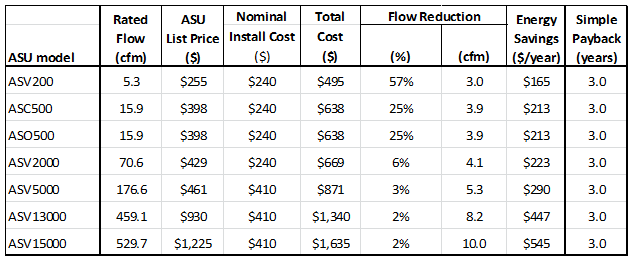 Rated ASU Nominal Total Flow Reduction Energy Simple
Flow List Price Install Cost Cost Savings Payback
ASU model (cfm) ($) ($) ($) (%) (cfm) ($/year) (years)
ASV200 5.3 $255 $240 $495 57% 3.0 $165 3.0
ASC500 15.9 $398 $240 $638 25% 3.9 $213 3.0
ASO500 15.9 $398 $240 $638 25% 3.9 $213 3.0
ASV2000 70.6 $429 $240 $669 6% 4.1 $223 3.0
ASV5000 176.6 $461 $410 $871 3% 5.3 $290 3.0
ASV13000 459.1 $930 $410 $1,340 2% 8.2 $447 3.0
ASV15000 529.7 $1,225 $410 $1,635 2% 10.0 $545 3.0